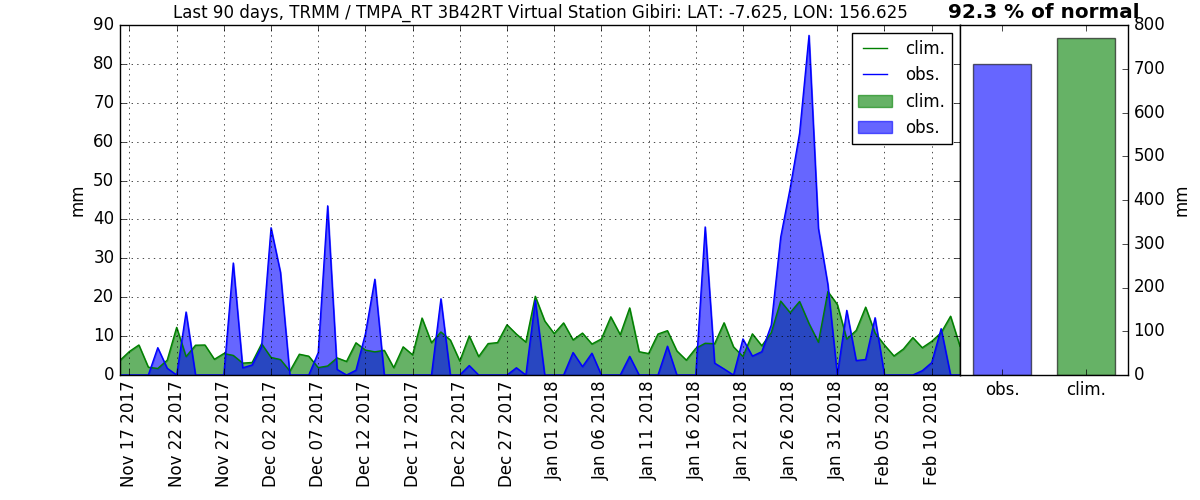 Last 90 days, TRMM / TMPA_RT 3B42RT Virtual Station Gibiri: LAT: -7.625, LON: 156.625
92.3 % of normal
90
80
70
60
50
40
30
20
10
0
mm
clim.
obs.
clim.
obs.
Nov 17 2017
Nov 22 2017
Nov 27 2017
Dec 02 2017
Dec 07 2017
Dec 12 2017
Dec 17 2017
Dec 22 2017
Dec 27 2017
Jan 01 2018
Jan 06 2018
Jan 11 2018
Jan 16 2018
Jan 21 2018
Jan 26 2018
Jan 31 2018
Feb 05 2018
Feb 10 2018
800
700
600
500
400
300
200
100
0
mm
obs.
clim.